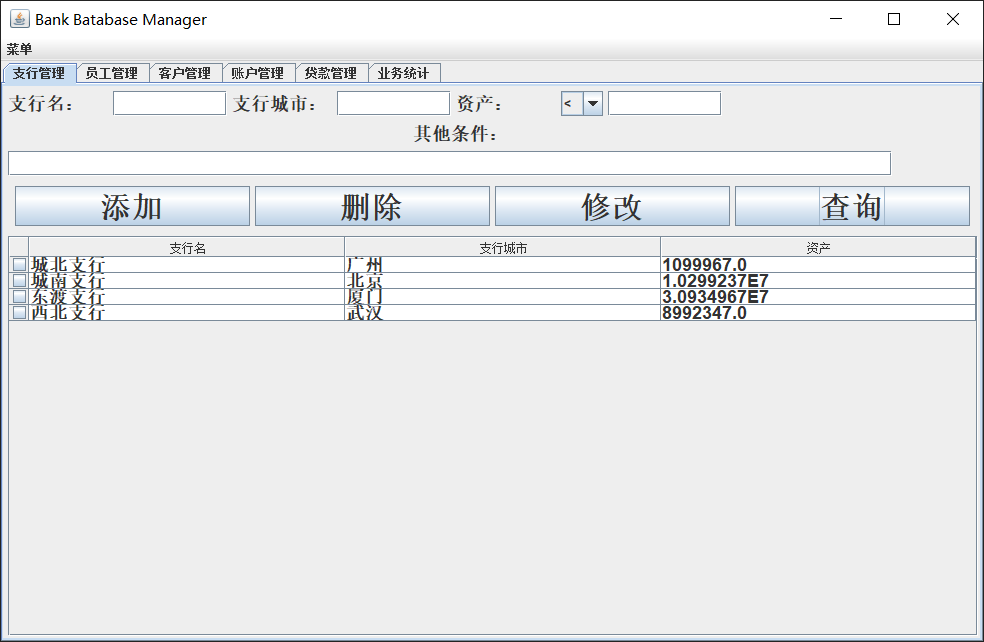 Bank Batabase Manager
菜单
支行管理 员工管理 客户管理 账户管理 贷款管理 业务统计
支行名： 支行城市： 资产： <
其他条件：
添加 删除 修改 查询
支行名 支行城市 资产
城北支行 广州 1099967.0
城南支行 北京 1.0299237E7
东渡支行 厦门 3.0934967E7
西北支行 武汉 8992347.0